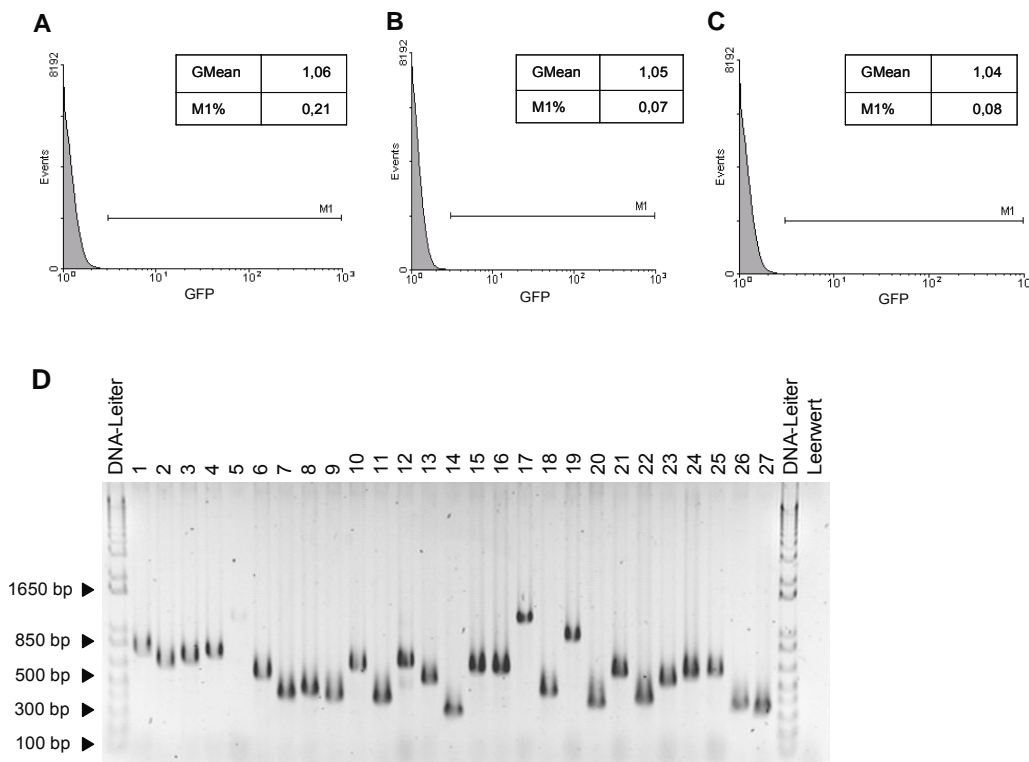 A
8192
Events
0
GMean 1,06
M1% 0,21
M1
10⁰ 10¹ 10² 10³
GFP
B
8192
Events
0
GMean 1,05
M1% 0,07
M1
10⁰ 10¹ 10² 10³
GFP
C
8192
Events
0
GMean 1,04
M1% 0,08
M1
10⁰ 10¹ 10² 10³
GFP
D
DNA-Leiter 1 2 3 4 5 6 7 8 9 10 11 12 13 14 15 16 17 18 19 20 21 22 23 24 25 26 27 DNA-Leiter Leerwert
1650 bp
850 bp
500 bp
300 bp
100 bp